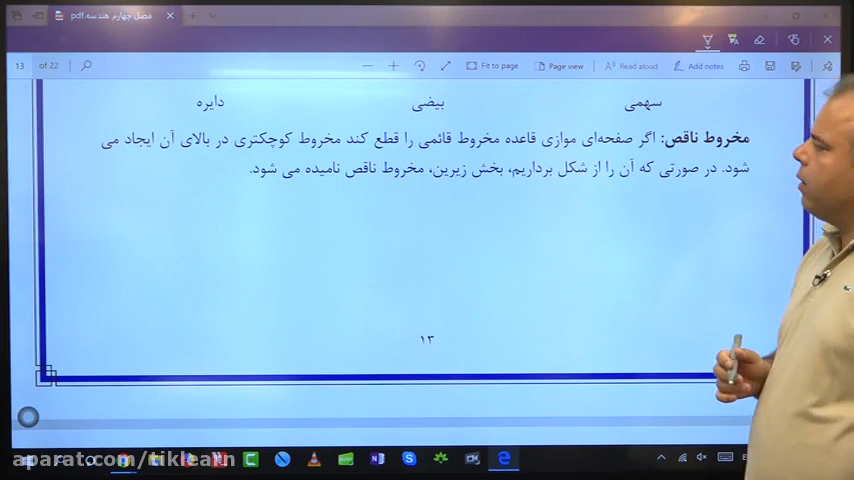 فصل چهارم هندسه.pdf
13 of 22
Fit to page
Page view
Read aloud
Add notes
سهمی بیضی دایره
مخروط ناقص: اگر صفحه‌ای موازی قاعده مخروط قائمی را قطع کند مخروط کوچکتری در بالای آن ایجاد می
شود. در صورتی که آن را از شکل برداریم، بخش زیرین، مخروط ناقص نامیده می شود.
۱۳
aparat.com/tiklearn